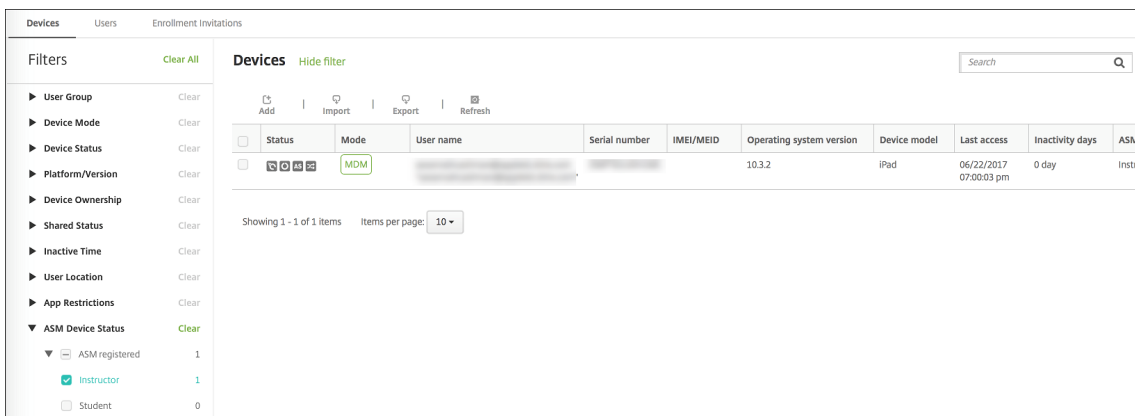 Devices Users Enrollment Invitations
Filters Clear All
Devices Hide filter
Search
User Group Clear
Device Mode Clear
Device Status Clear
Platform/Version Clear
Device Ownership Clear
Shared Status Clear
Inactive Time Clear
User Location Clear
App Restrictions Clear
ASM Device Status Clear
ASM registered 1
Instructor 1
Student 0
Add | Import | Export | Refresh
Status Mode User name Serial number IMEI/MEID Operating system version Device model Last access Inactivity days ASM
AS MDM 10.3.2 iPad 06/22/2017 0 day Instr
07:00:03 pm
Showing 1 - 1 of 1 items Items per page: 10